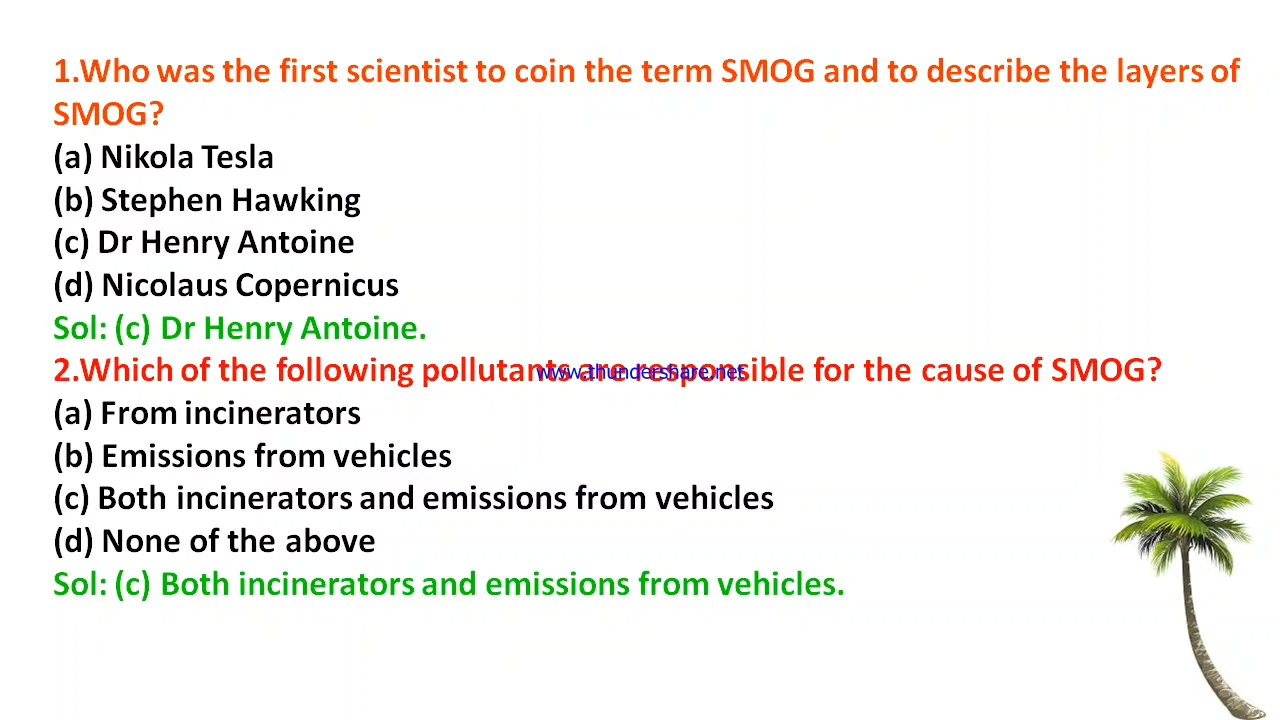 1.Who was the first scientist to coin the term SMOG and to describe the layers of
SMOG?
(a) Nikola Tesla
(b) Stephen Hawking
(c) Dr Henry Antoine
(d) Nicolaus Copernicus
Sol: (c) Dr Henry Antoine.
2.Which of the following pollutants are responsible for the cause of SMOG?
www.thundershare.net
(a) From incinerators
(b) Emissions from vehicles
(c) Both incinerators and emissions from vehicles
(d) None of the above
Sol: (c) Both incinerators and emissions from vehicles.